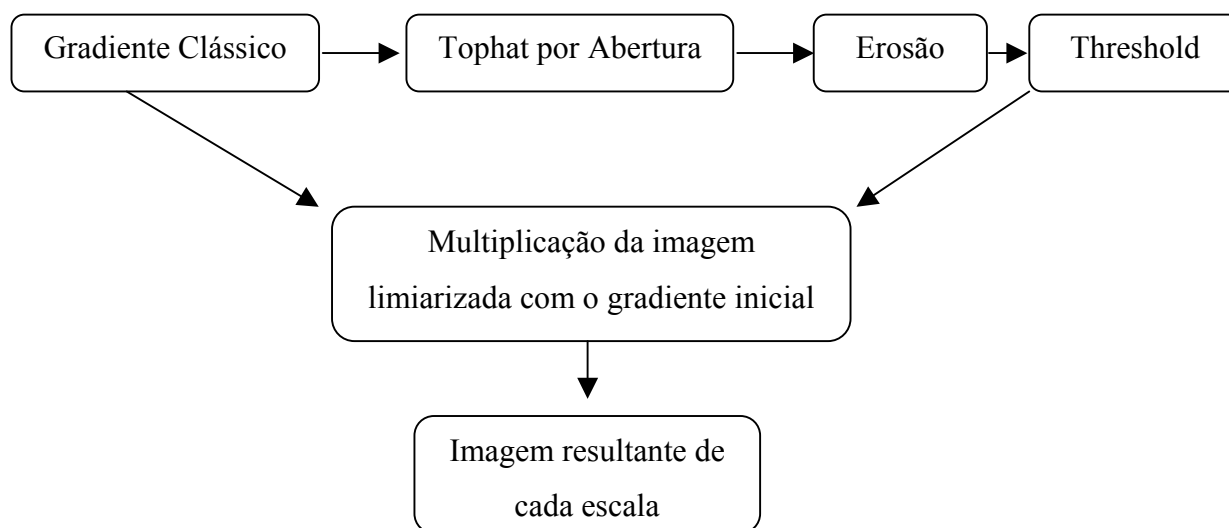 Gradiente Clássico
Tophat por Abertura
Erosão
Threshold
Multiplicação da imagem
limiarizada com o gradiente inicial
Imagem resultante de
cada escala